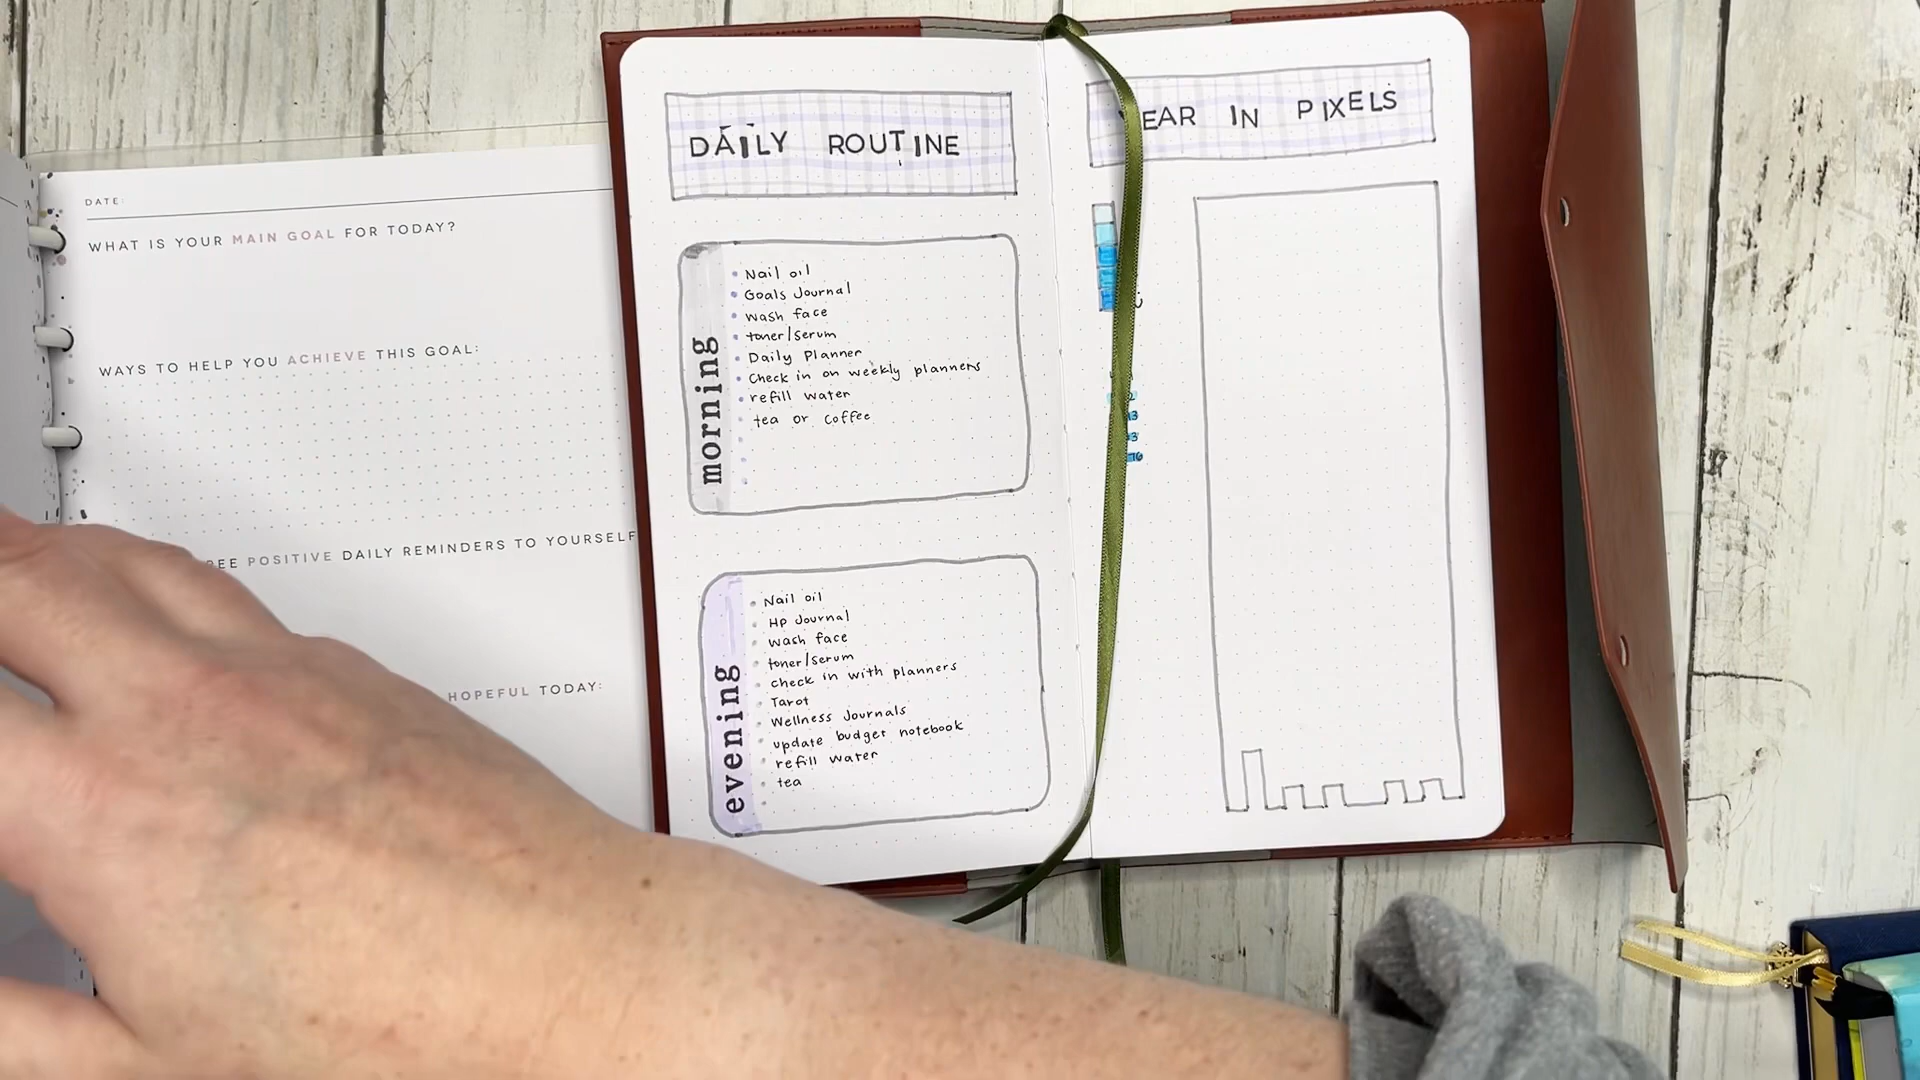 DATE:
WHAT IS YOUR MAIN GOAL FOR TODAY?
WAYS TO HELP YOU ACHIEVE THIS GOAL:
POSITIVE DAILY REMINDERS TO YOURSELF
HOPEFUL TODAY:
DAILY ROUTINE
morning
Nail oil
Goals Journal
wash face
toner/serum
Daily Planner
Check in on weekly planners
refill water
tea or coffee
evening
Nail oil
Hp Journal
wash face
toner/serum
check in with planners
Tarot
Wellness Journals
update budget notebook
refill water
tea
EAR IN PIXELS